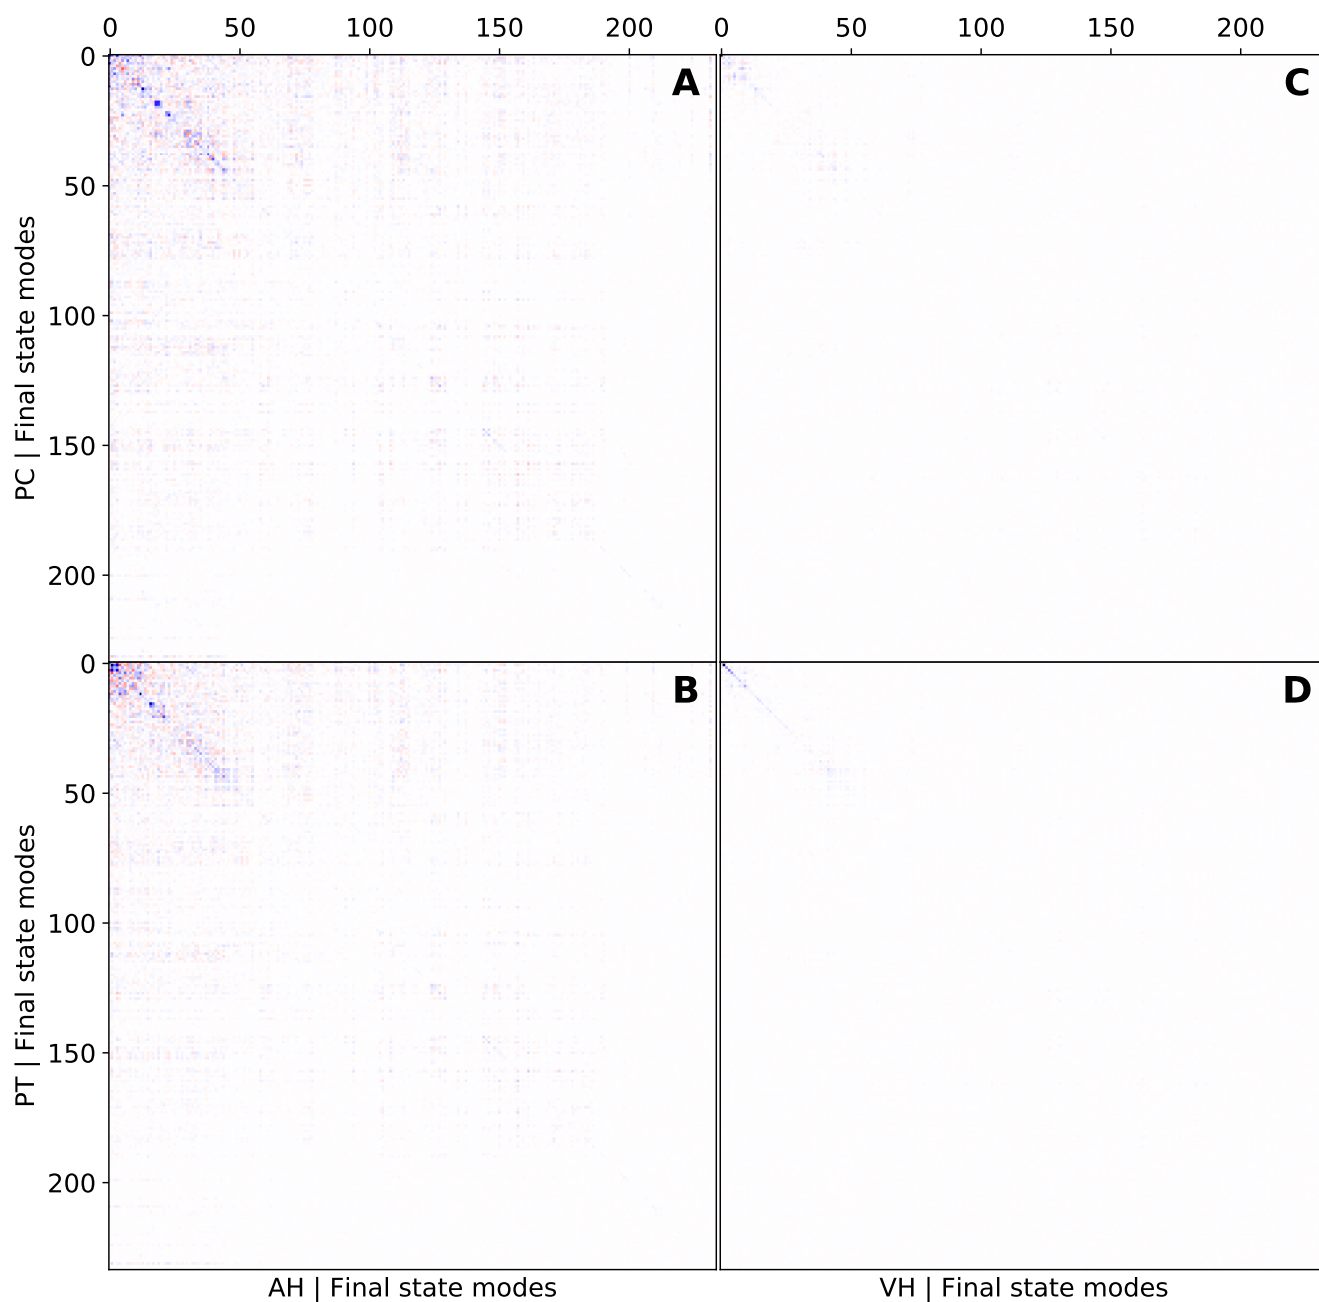 0 50 100 150 200 0 50 100 150 200
A
C
0
50
100
150
200
PC | Final state modes
B
D
0
50
100
150
200
PT | Final state modes
AH | Final state modes VH | Final state modes